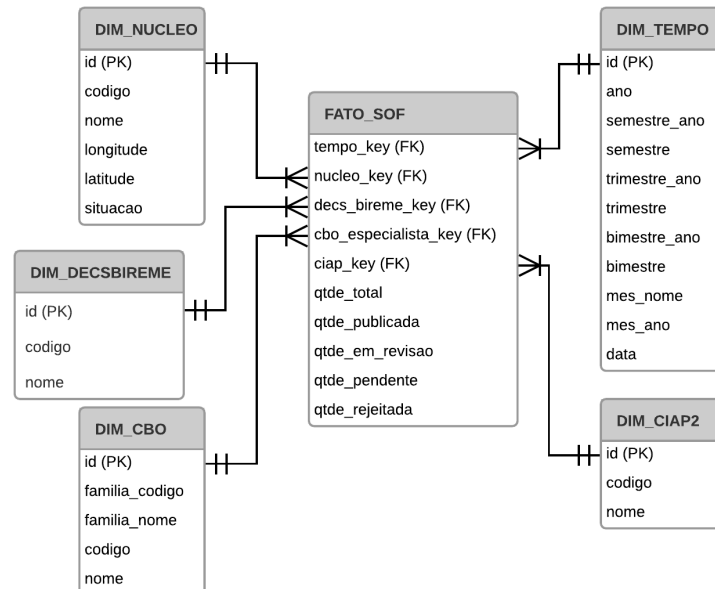 DIM_NUCLEO
id (PK)
codigo
nome
longitude
latitude
situacao
DIM_DECSBIREME
id (PK)
codigo
nome
DIM_CBO
id (PK)
familia_codigo
familia_nome
codigo
nome
FATO_SOF
tempo_key (FK)
nucleo_key (FK)
decs_bireme_key (FK)
cbo_especialista_key (FK)
ciap_key (FK)
qtde_total
qtde_publicada
qtde_em_revisao
qtde_pendente
qtde_rejeitada
DIM_TEMPO
id (PK)
ano
semestre_ano
semestre
trimestre_ano
trimestre
bimestre_ano
bimestre
mes_nome
mes_ano
data
DIM_CIAP2
id (PK)
codigo
nome